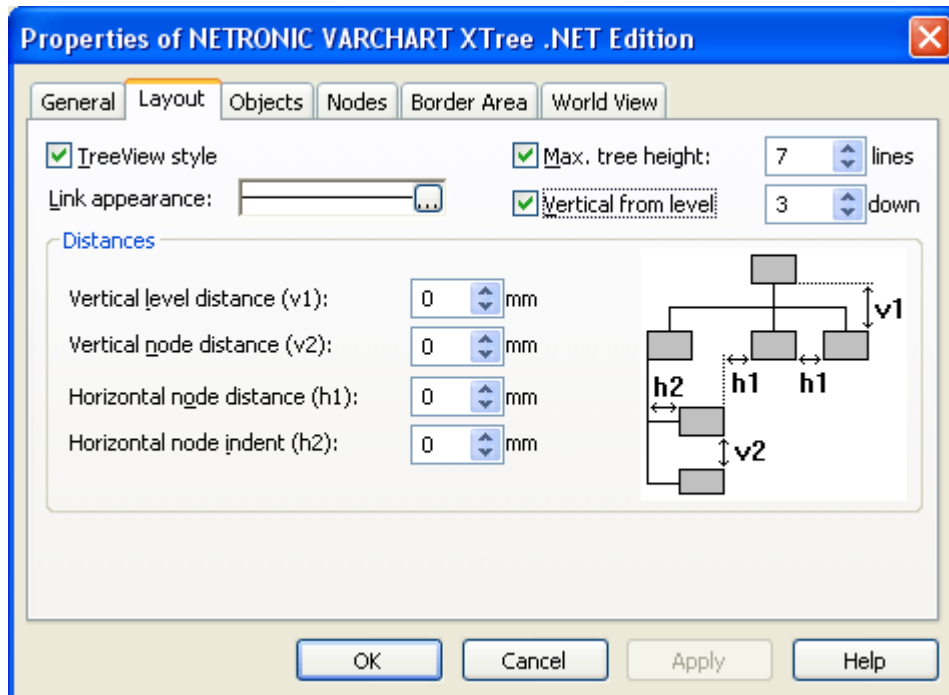 Properties of NETRONIC VARCHART XTree .NET Edition
General Layout Objects Nodes Border Area World View
TreeView style Max. tree height: 7 lines
Link appearance: ... Vertical from level 3 down
Distances
Vertical level distance (v1): 0 mm
Vertical node distance (v2): 0 mm
Horizontal node distance (h1): 0 mm
Horizontal node indent (h2): 0 mm
v1
h2 h1 h1
v2
OK Cancel Apply Help